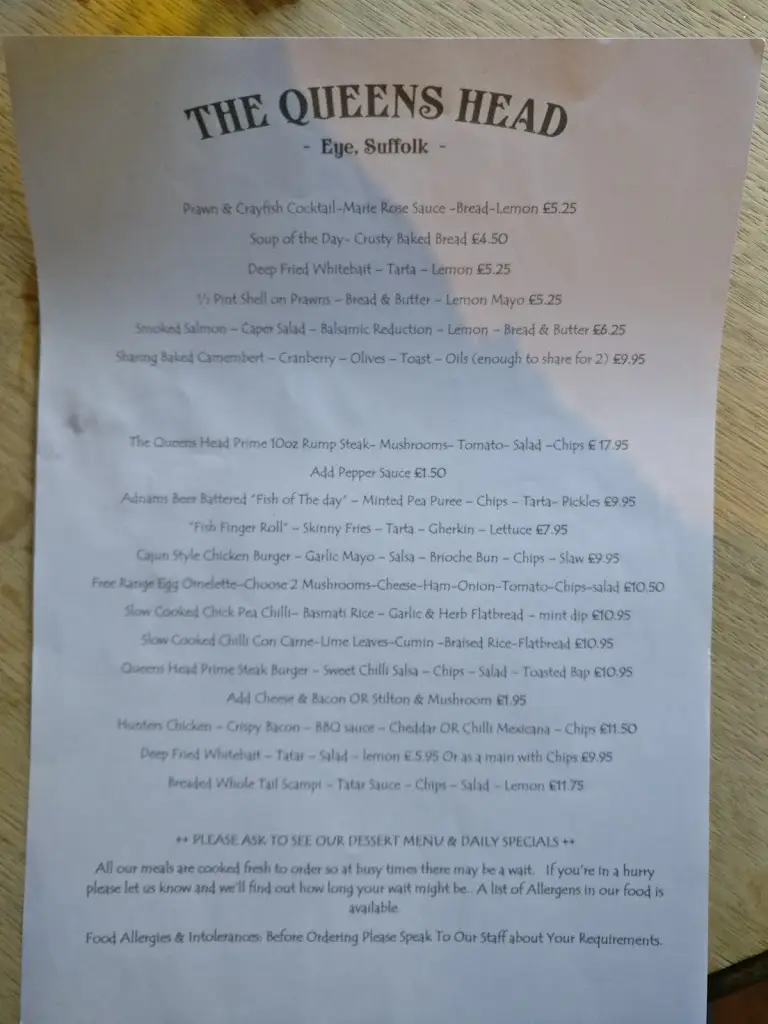 THE QUEENS HEAD
- Eye, Suffolk -
Prawn & Crayfish Cocktail-Marie Rose Sauce -Bread-Lemon £5.25
Soup of the Day- Crusty Baked Bread £4.50
Deep Fried Whitebait – Tarta – Lemon £5.25
½ Pint Shell on Prawns – Bread & Butter – Lemon Mayo £5.25
Smoked Salmon – Caper Salad – Balsamic Reduction – Lemon – Bread & Butter £6.25
Sharing Baked Camembert – Cranberry – Olives – Toast – Oils (enough to share for 2) £9.95
The Queens Head Prime 10oz Rump Steak- Mushrooms- Tomato- Salad -Chips £ 17.95
Add Pepper Sauce £1.50
Adnams Beer Battered "Fish of The day" – Minted Pea Puree – Chips – Tarta- Pickles £9.95
"Fish Finger Roll" – Skinny Fries – Tarta – Gherkin – Lettuce £7.95
Cajun Style Chicken Burger – Garlic Mayo – Salsa – Brioche Bun – Chips – Slaw £9.95
Free Range Egg Omelette-Choose 2 Mushrooms-Cheese-Ham-Onion-Tomato-Chips-salad £10.50
Slow Cooked Chick Pea Chilli- Basmati Rice – Garlic & Herb Flatbread – mint dip £10.95
Slow Cooked Chilli Con Carne-Lime Leaves-Cumin -Braised Rice-Flatbread £10.95
Queens Head Prime Steak Burger – Sweet Chilli Salsa – Chips – Salad – Toasted Bap £10.95
Add Cheese & Bacon OR Stilton & Mushroom £1.95
Hunters Chicken – Crispy Bacon – BBQ sauce – Cheddar OR Chilli Mexicana – Chips £11.50
Deep Fried Whitebait – Tatar – Salad – lemon £.5.95 Or as a main with Chips £9.95
Breaded Whole Tail Scampi – Tatar Sauce – Chips – Salad – Lemon £11.75
++ PLEASE ASK TO SEE OUR DESSERT MENU & DAILY SPECIALS ++
All our meals are cooked fresh to order so at busy times there may be a wait. If you're in a hurry
please let us know and we'll find out how long your wait might be.. A list of Allergens in our food is
available
Food Allergies & Intolerances: Before Ordering Please Speak To Our Staff about Your Requirements.